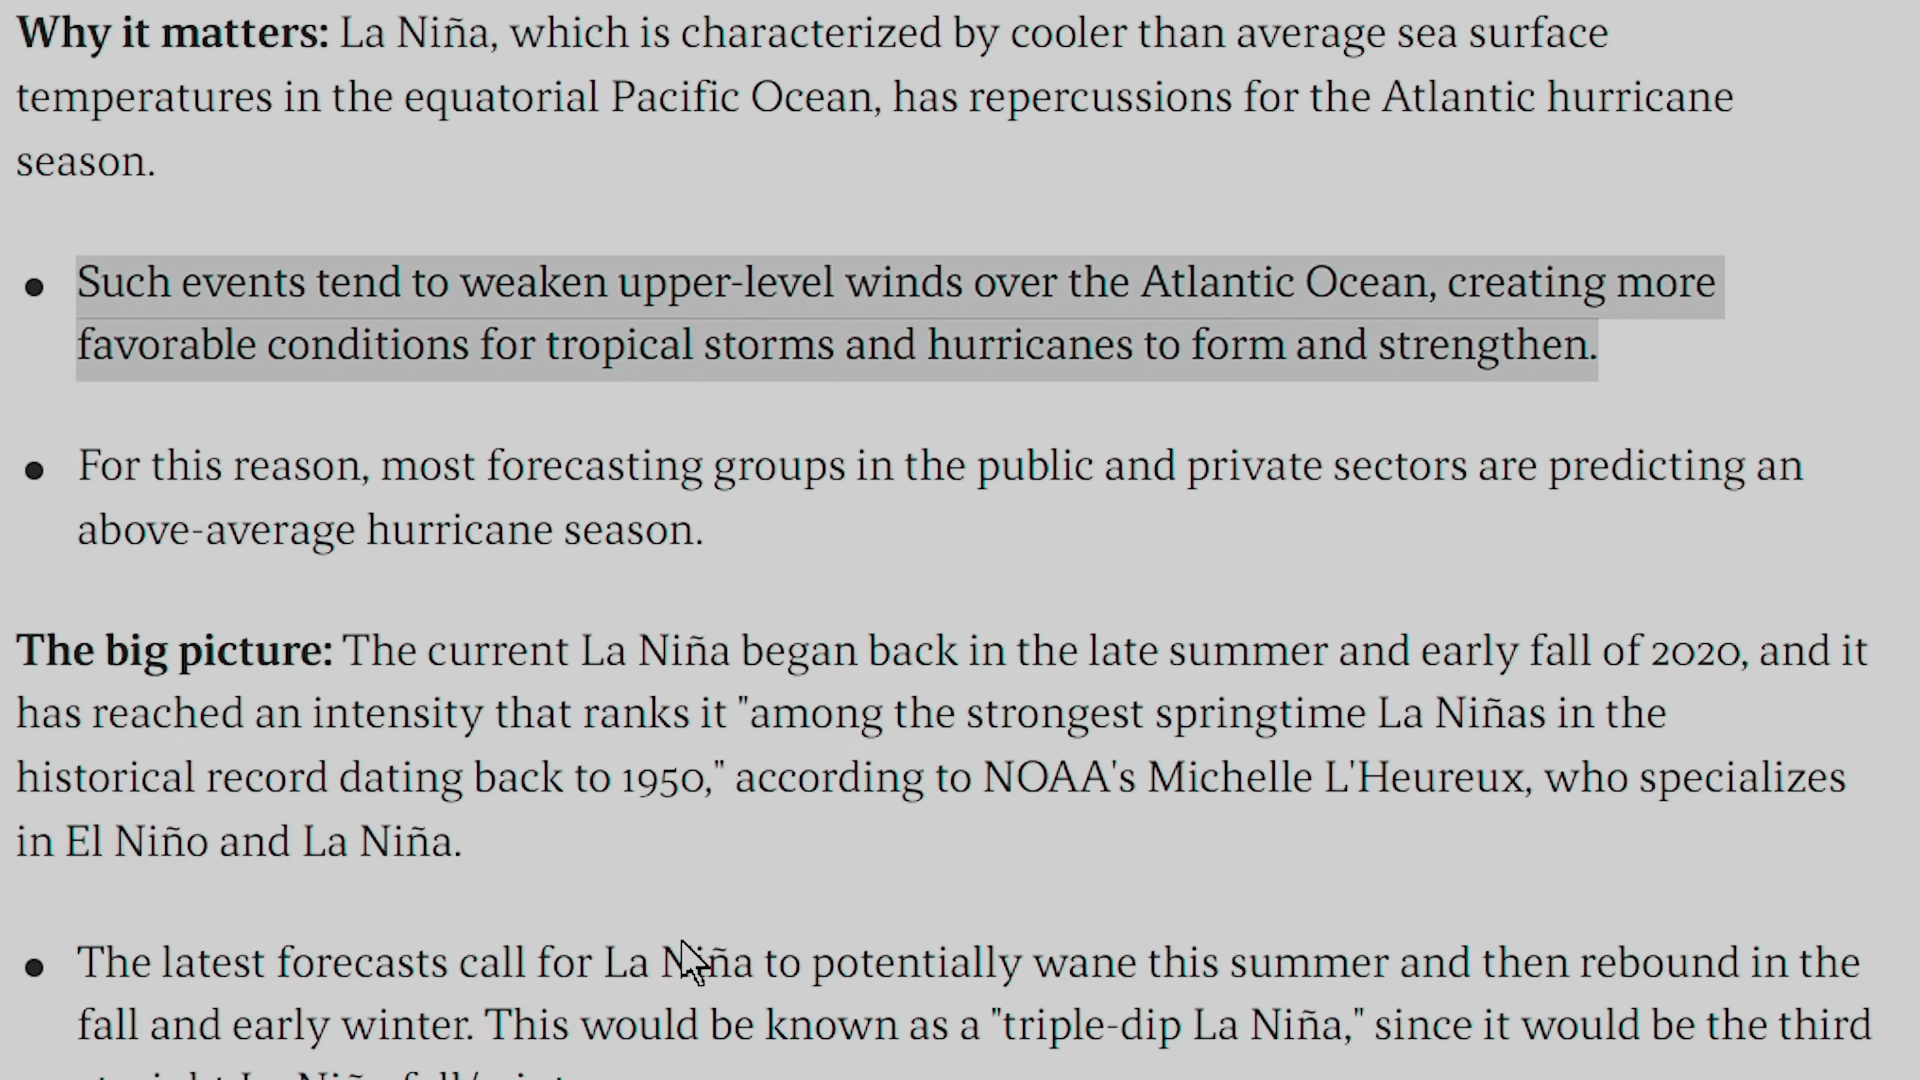 Why it matters: La Niña, which is characterized by cooler than average sea surface
temperatures in the equatorial Pacific Ocean, has repercussions for the Atlantic hurricane
season.
● Such events tend to weaken upper-level winds over the Atlantic Ocean, creating more
favorable conditions for tropical storms and hurricanes to form and strengthen.
● For this reason, most forecasting groups in the public and private sectors are predicting an
above-average hurricane season.
The big picture: The current La Niña began back in the late summer and early fall of 2020, and it
has reached an intensity that ranks it "among the strongest springtime La Niñas in the
historical record dating back to 1950," according to NOAA's Michelle L'Heureux, who specializes
in El Niño and La Niña.
● The latest forecasts call for La Niña to potentially wane this summer and then rebound in the
fall and early winter. This would be known as a "triple-dip La Niña," since it would be the third